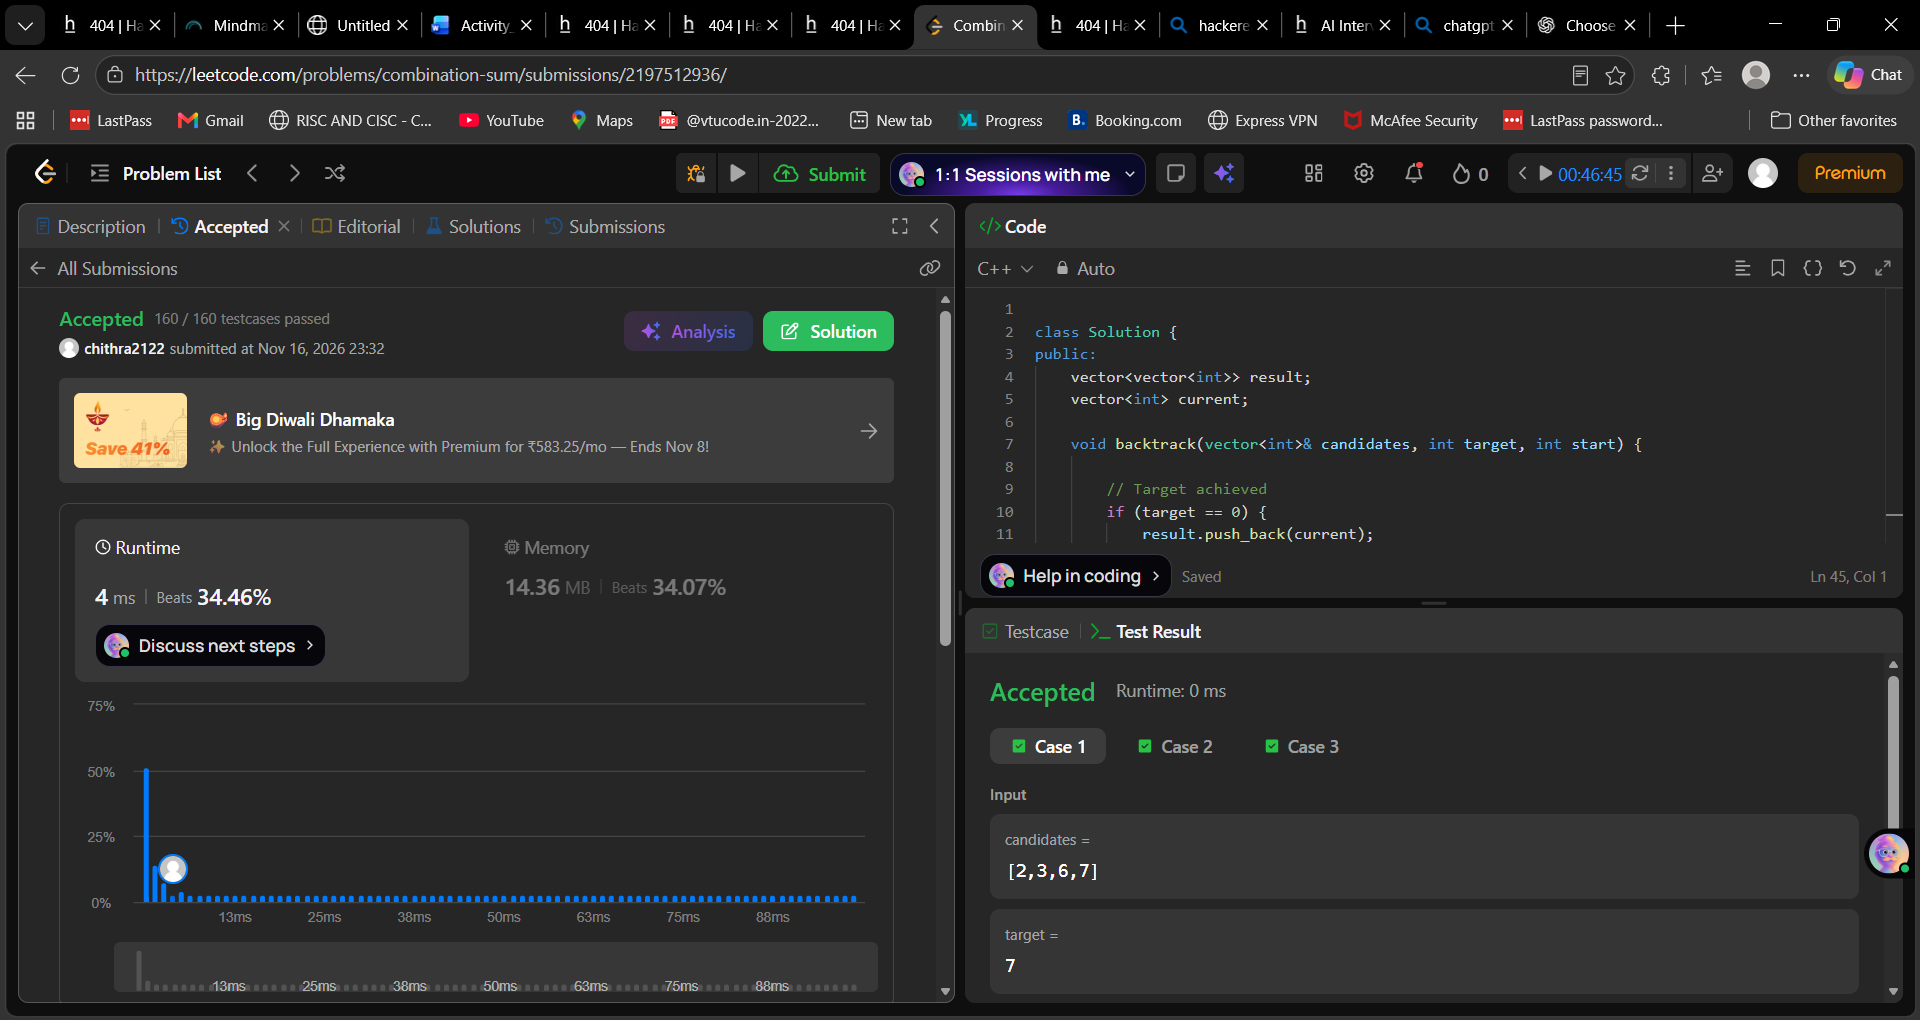 404 | Ha
Mindma
Untitled
Activity
404 | Ha
404 | Ha
404 | Ha
Combin
404 | Ha
hackere
AI Inter
chatgpt
Choose
https://leetcode.com/problems/combination-sum/submissions/2197512936/
Chat
LastPass
Gmail
RISC AND CISC - C...
YouTube
Maps
@vtucode.in-2022...
New tab
Progress
Booking.com
Express VPN
McAfee Security
LastPass password...
Other favorites
Problem List
Submit
1:1 Sessions with me
0
00:46:45
Premium
Description
Accepted
Editorial
Solutions
Submissions
All Submissions
Accepted 160 / 160 testcases passed
chithra2122 submitted at Nov 16, 2026 23:32
Analysis
Solution
Save 41%
Big Diwali Dhamaka
Unlock the Full Experience with Premium for ₹583.25/mo — Ends Nov 8!
Runtime
4 ms | Beats 34.46%
Discuss next steps
Memory
14.36 MB | Beats 34.07%
75%
50%
25%
0%
13ms 25ms 38ms 50ms 63ms 75ms 88ms
13ms 25ms 38ms 50ms 63ms 75ms 88ms
</> Code
C++
Auto
1
2 class Solution {
3 public:
4 vector<vector<int>> result;
5 vector<int> current;
6
7 void backtrack(vector<int>& candidates, int target, int start) {
8
9 // Target achieved
10 if (target == 0) {
11 result.push_back(current);
Help in coding
Saved
Ln 45, Col 1
Testcase
Test Result
Accepted Runtime: 0 ms
Case 1
Case 2
Case 3
Input
candidates =
[2,3,6,7]
target =
7